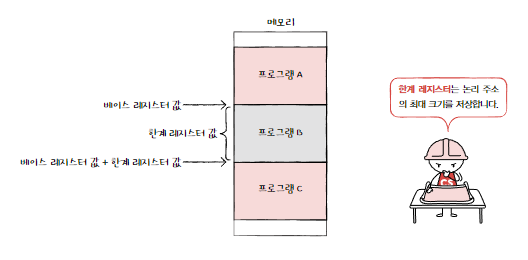 메모리
프로그램 A
베이스 레지스터 값
한계 레지스터 값
프로그램 B
베이스 레지스터 값 + 한계 레지스터 값
프로그램 C
한계 레지스터는 논리 주소
의 최대 크기를 저장합니다.